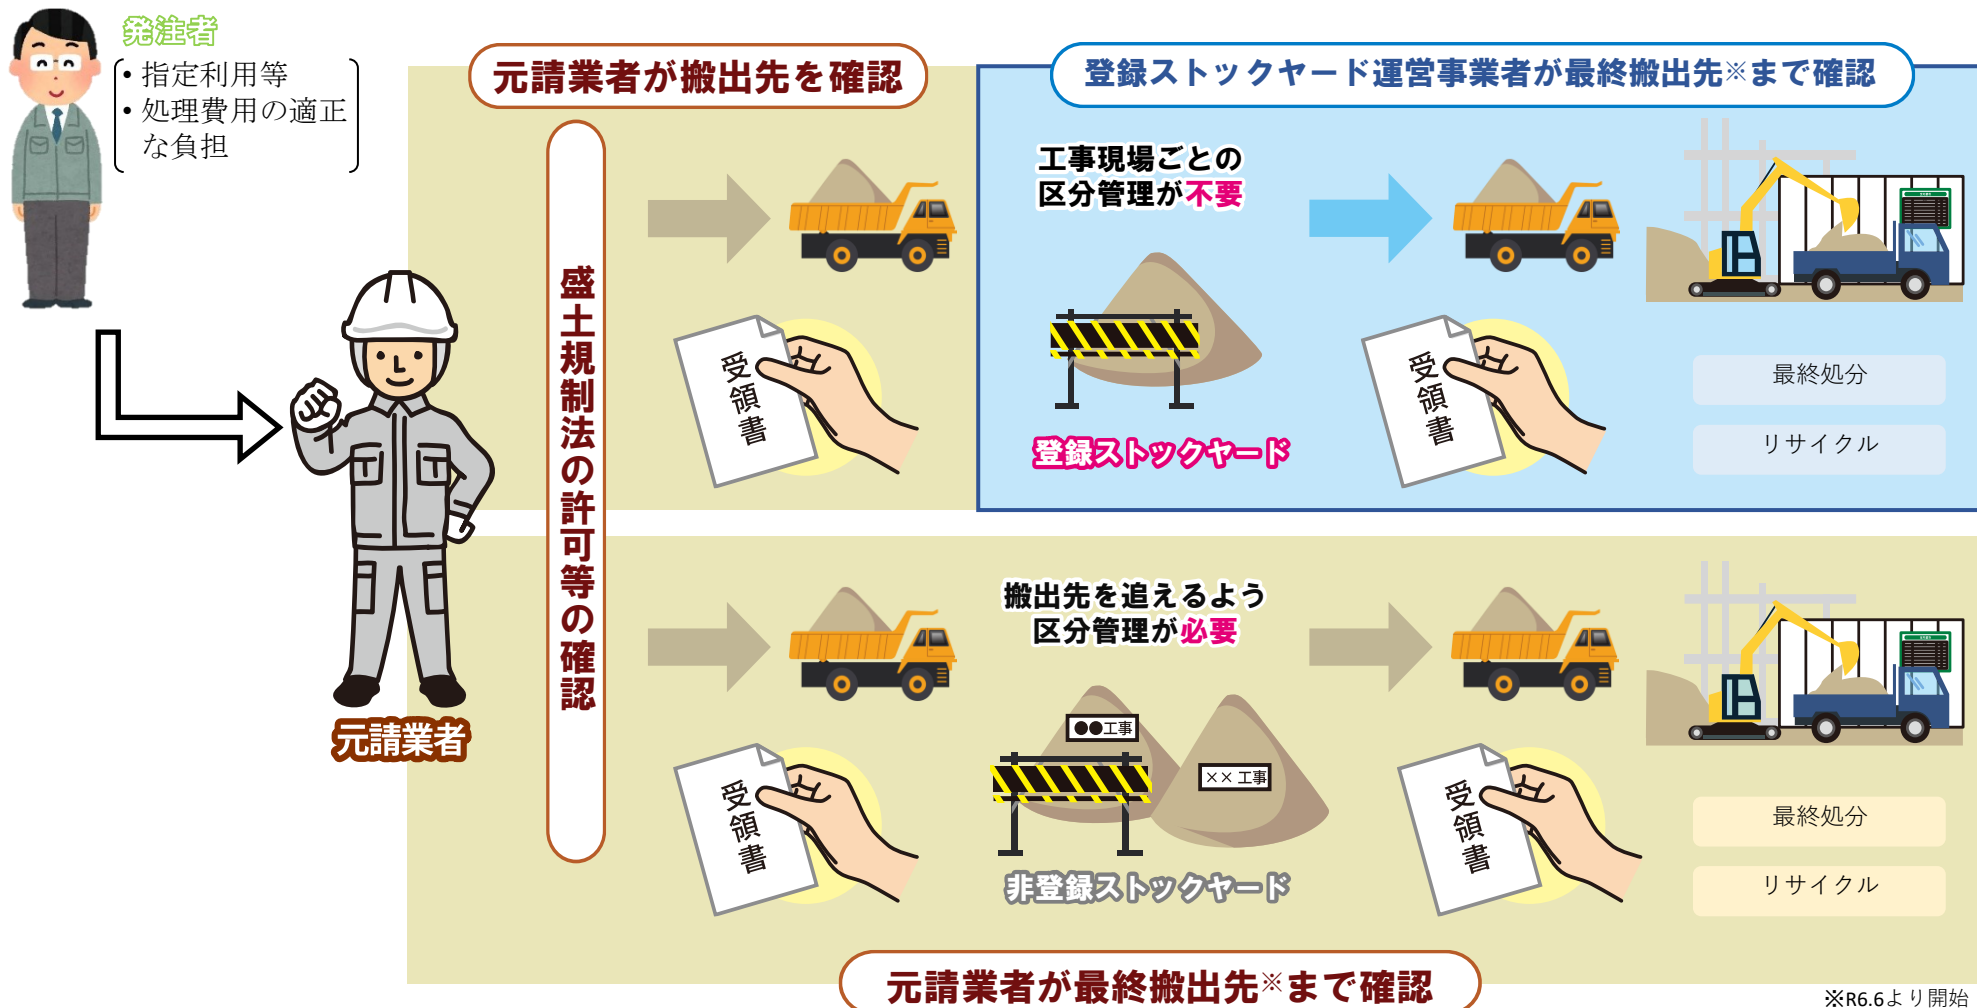 発注者
・指定利用等
・処理費用の適正
な負担
元請業者が搬出先を確認
登録ストックヤード運営事業者が最終搬出先※まで確認
盛土規制法の許可等の確認
元請業者
工事現場ごとの
区分管理が不要
受領書
登録ストックヤード
受領書
最終処分
リサイクル
搬出先を追えるよう
区分管理が必要
●●工事
××工事
受領書
非登録ストックヤード
受領書
最終処分
リサイクル
元請業者が最終搬出先※まで確認
※R6.6より開始